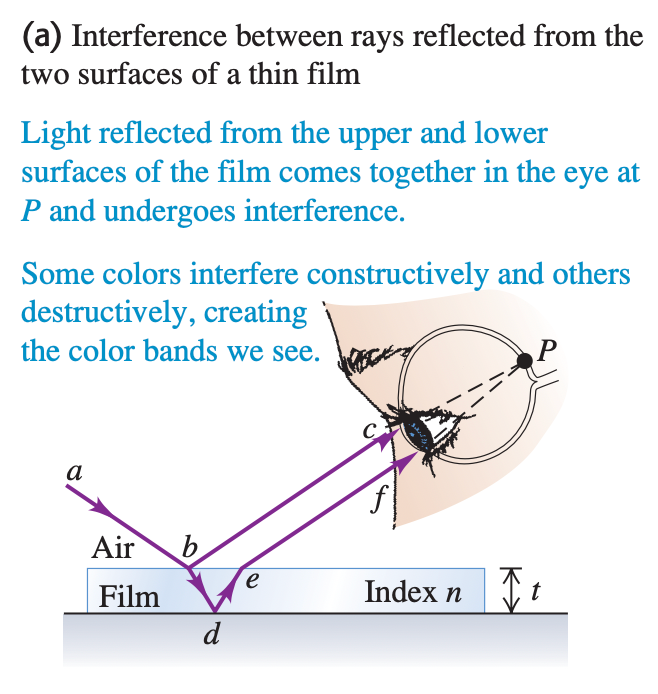 (a) Interference between rays reflected from the
two surfaces of a thin film
Light reflected from the upper and lower
surfaces of the film comes together in the eye at
P and undergoes interference.
Some colors interfere constructively and others
destructively, creating
the color bands we see.
P
c
a
f
Air
b
e
Film
Index n
t
d